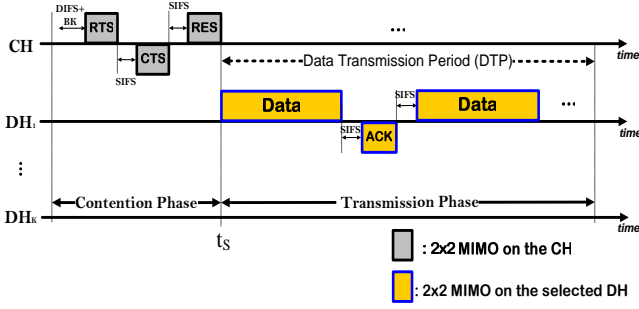 DIFS+
BK
SIFS
RTS
RES
...
CH
CTS
time
SIFS
Data Transmission Period (DTP)
SIFS
Data
Data
...
DH1
SIFS
ACK
time
...
Contention Phase
Transmission Phase
DHK
tS
time
: 2x2 MIMO on the CH
: 2x2 MIMO on the selected DH